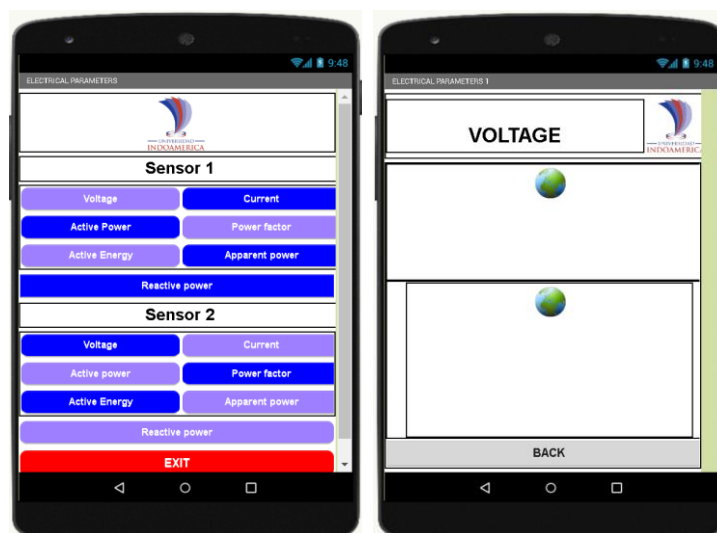 9:48
ELECTRICAL PARAMETERS
UNIVERSIDAD
INDOAMERICA
Sensor 1
Voltage Current
Active Power Power factor
Active Energy Apparent power
Reactive power
Sensor 2
Voltage Current
Active power Power factor
Active Energy Apparent power
Reactive power
EXIT
9:48
ELECTRICAL PARAMETERS 1
VOLTAGE
UNIVERSIDAD
INDOAMERICA
BACK